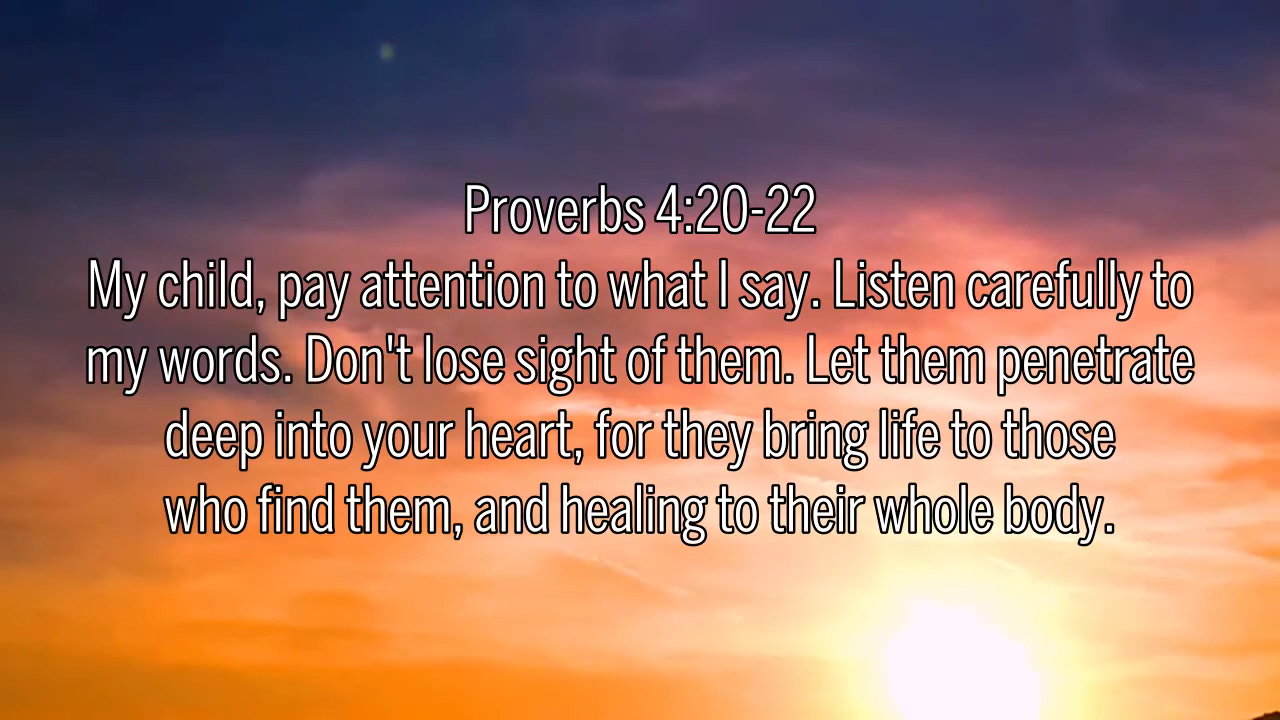 Proverbs 4:20-22
My child, pay attention to what I say. Listen carefully to
my words. Don't lose sight of them. Let them penetrate
deep into your heart, for they bring life to those
who find them, and healing to their whole body.